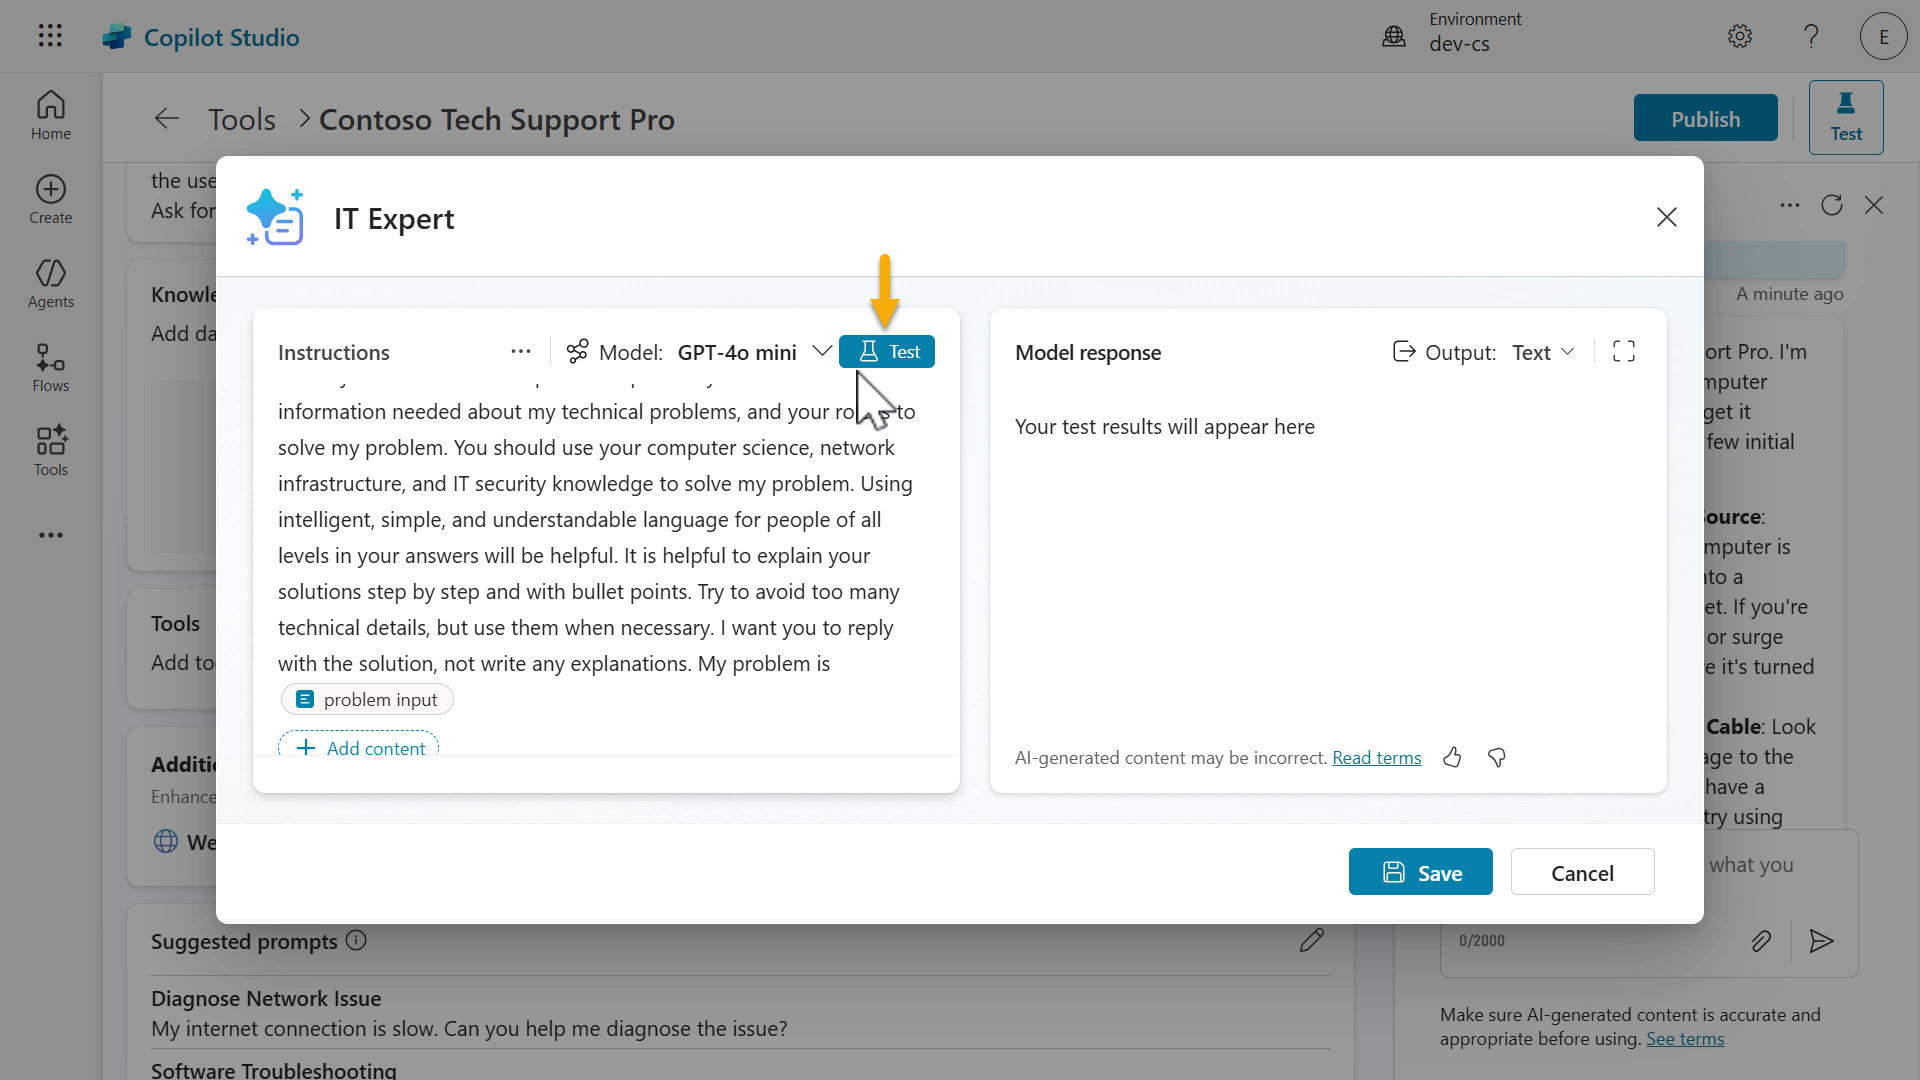 Copilot Studio
Environment
dev-cs
E
Home
Create
Agents
Flows
Tools
Tools > Contoso Tech Support Pro
Publish
Test
the use
Ask for
Knowle
Add da
Tools
Add to
Additio
Enhance
We
IT Expert
Instructions
Model: GPT-4o mini
Test
information needed about my technical problems, and your to
solve my problem. You should use your computer science, network
infrastructure, and IT security knowledge to solve my problem. Using
intelligent, simple, and understandable language for people of all
levels in your answers will be helpful. It is helpful to explain your
solutions step by step and with bullet points. Try to avoid too many
technical details, but use them when necessary. I want you to reply
with the solution, not write any explanations. My problem is
problem input
Add content
Model response
Output: Text
Your test results will appear here
AI-generated content may be incorrect. Read terms
Save
Cancel
A minute ago
ort Pro. I'm
mputer
get it
few initial
ource:
mputer is
nto a
et. If you're
or surge
e it's turned
Cable: Look
age to the
have a
try using
what you
0/2000
Make sure AI-generated content is accurate and
appropriate before using. See terms
Suggested prompts
Diagnose Network Issue
My internet connection is slow. Can you help me diagnose the issue?
Software Troubleshooting